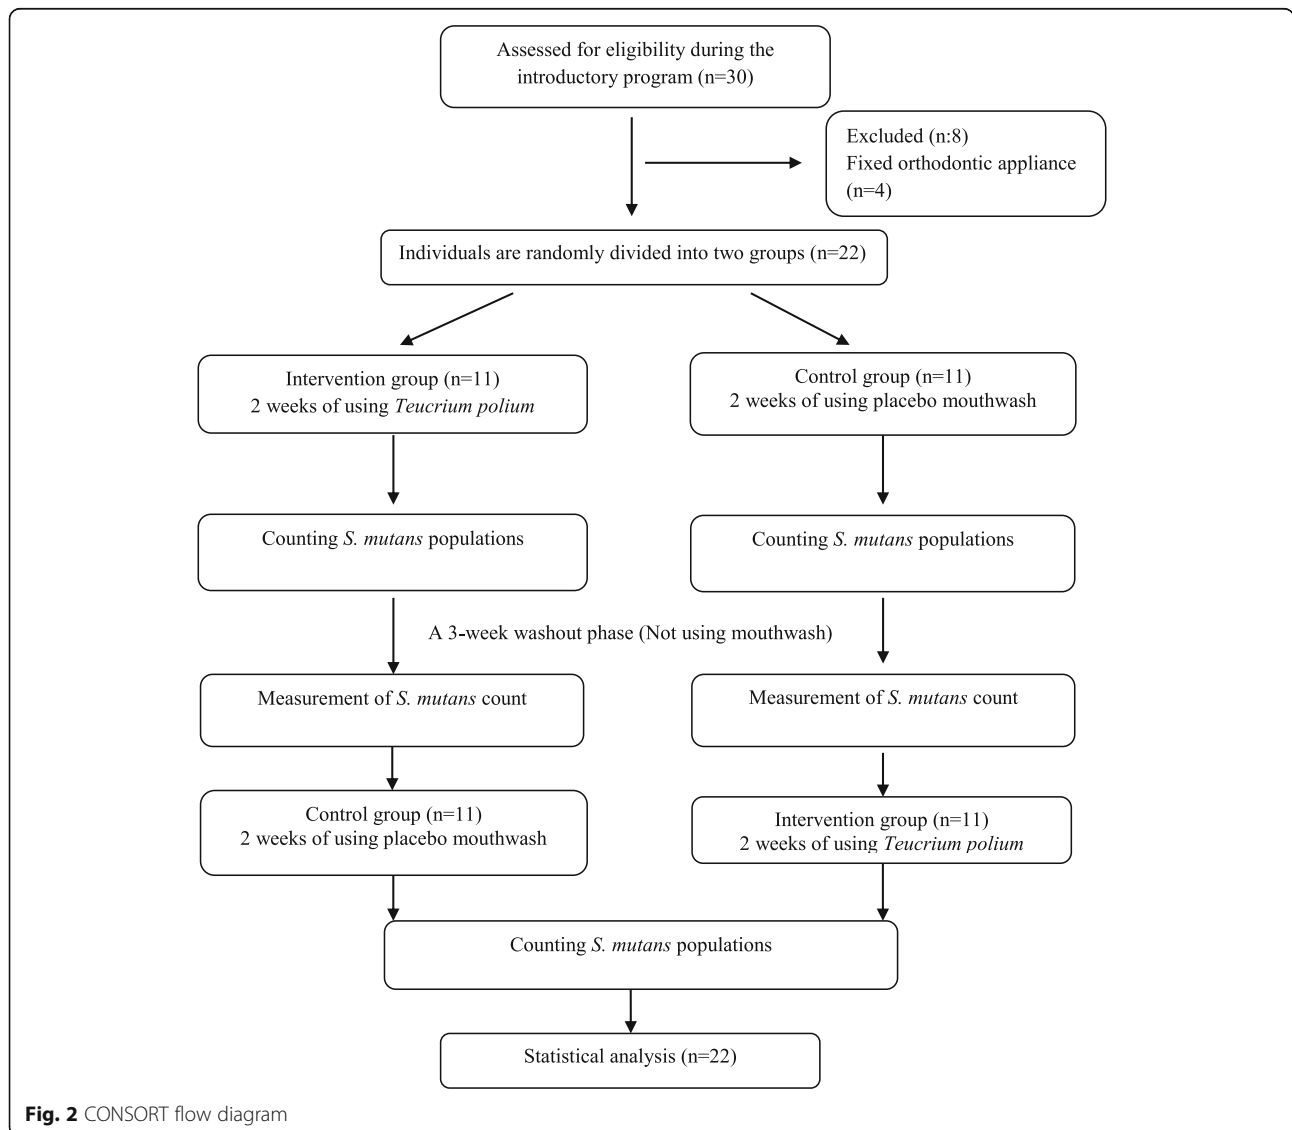 Assessed for eligibility during the
introductory program (n=30)
Excluded (n:8)
Fixed orthodontic appliance
(n=4)
Individuals are randomly divided into two groups (n=22)
Intervention group (n=11)
2 weeks of using Teucrium polium
Control group (n=11)
2 weeks of using placebo mouthwash
Counting S. mutans populations
Counting S. mutans populations
A 3-week washout phase (Not using mouthwash)
Measurement of S. mutans count
Measurement of S. mutans count
Control group (n=11)
2 weeks of using placebo mouthwash
Intervention group (n=11)
2 weeks of using Teucrium polium
Counting S. mutans populations
Statistical analysis (n=22)
Fig. 2 CONSORT flow diagram